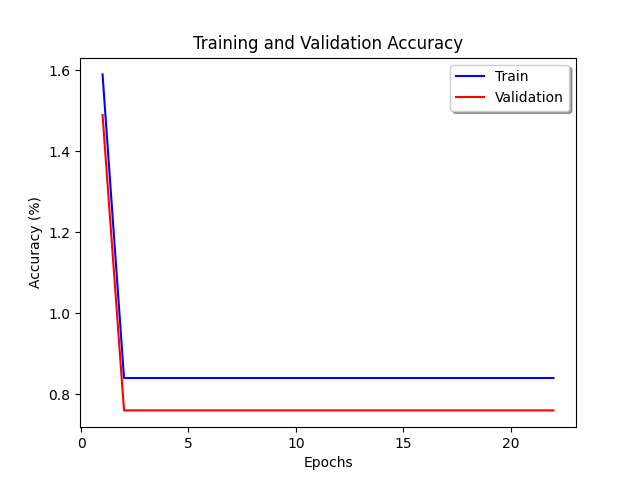 Training and Validation Accuracy
Train
Validation
1.6
1.4
1.2
1.0
0.8
Accuracy (%)
0
5
10
15
20
Epochs